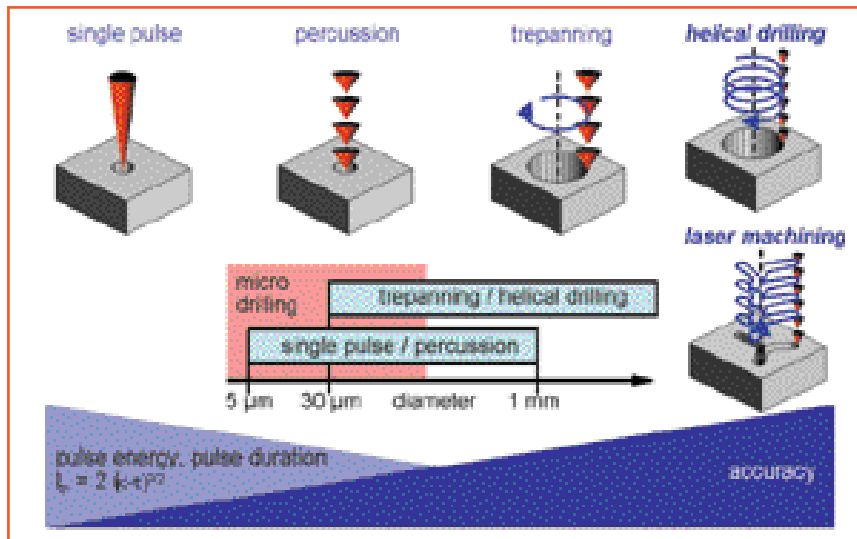 single pulse
percussion
trepanning
helical drilling
laser machining
micro
drilling
trepanning / helical drilling
single pulse / percussion
5 µm
30 µm
diameter
1 mm
pulse energy, pulse duration
accuracy